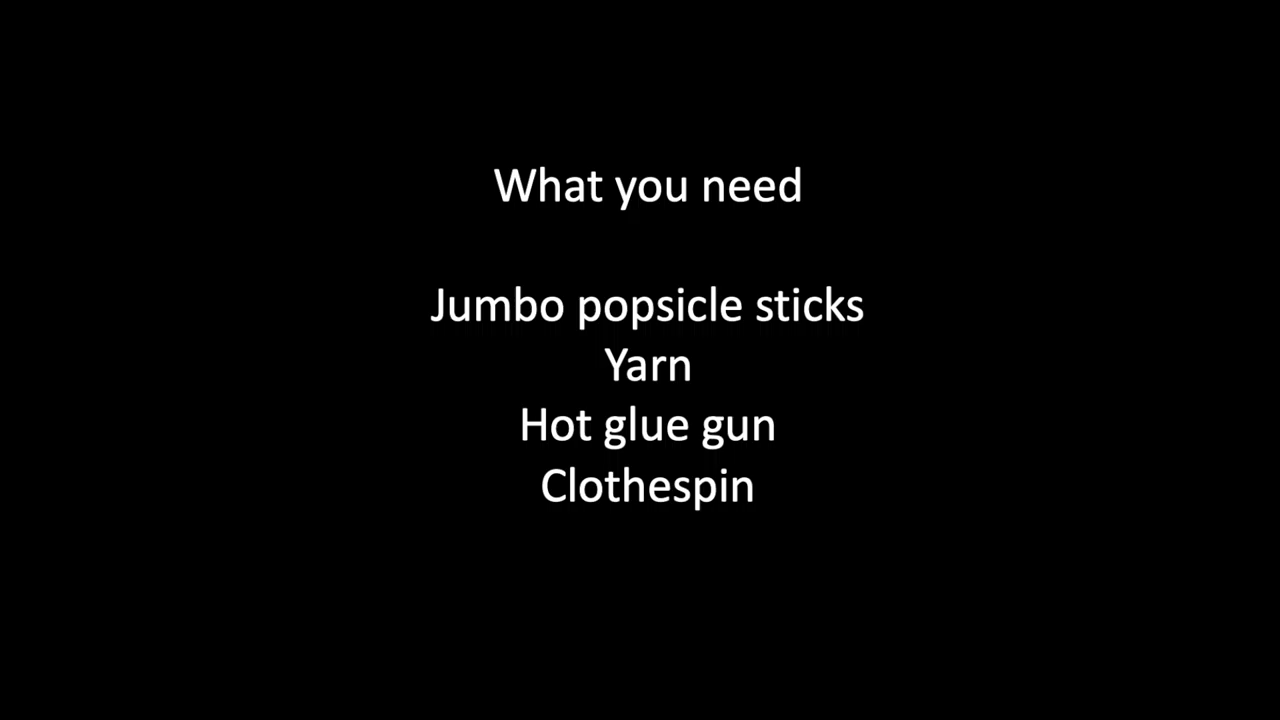 What you need
Jumbo popsicle sticks
Yarn
Hot glue gun
Clothespin